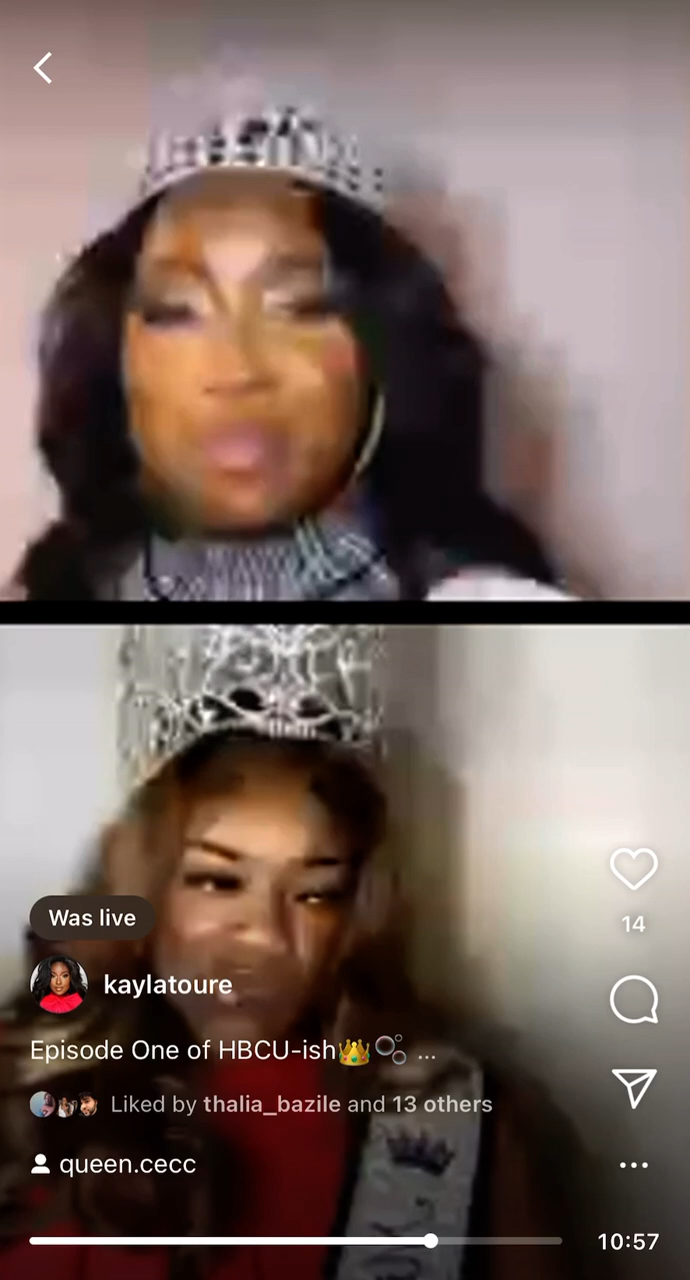 Was live
14
kaylatoure
Episode One of HBCU-ish👑🫧 ...
Liked by thalia_bazile and 13 others
queen.cecc
10:57